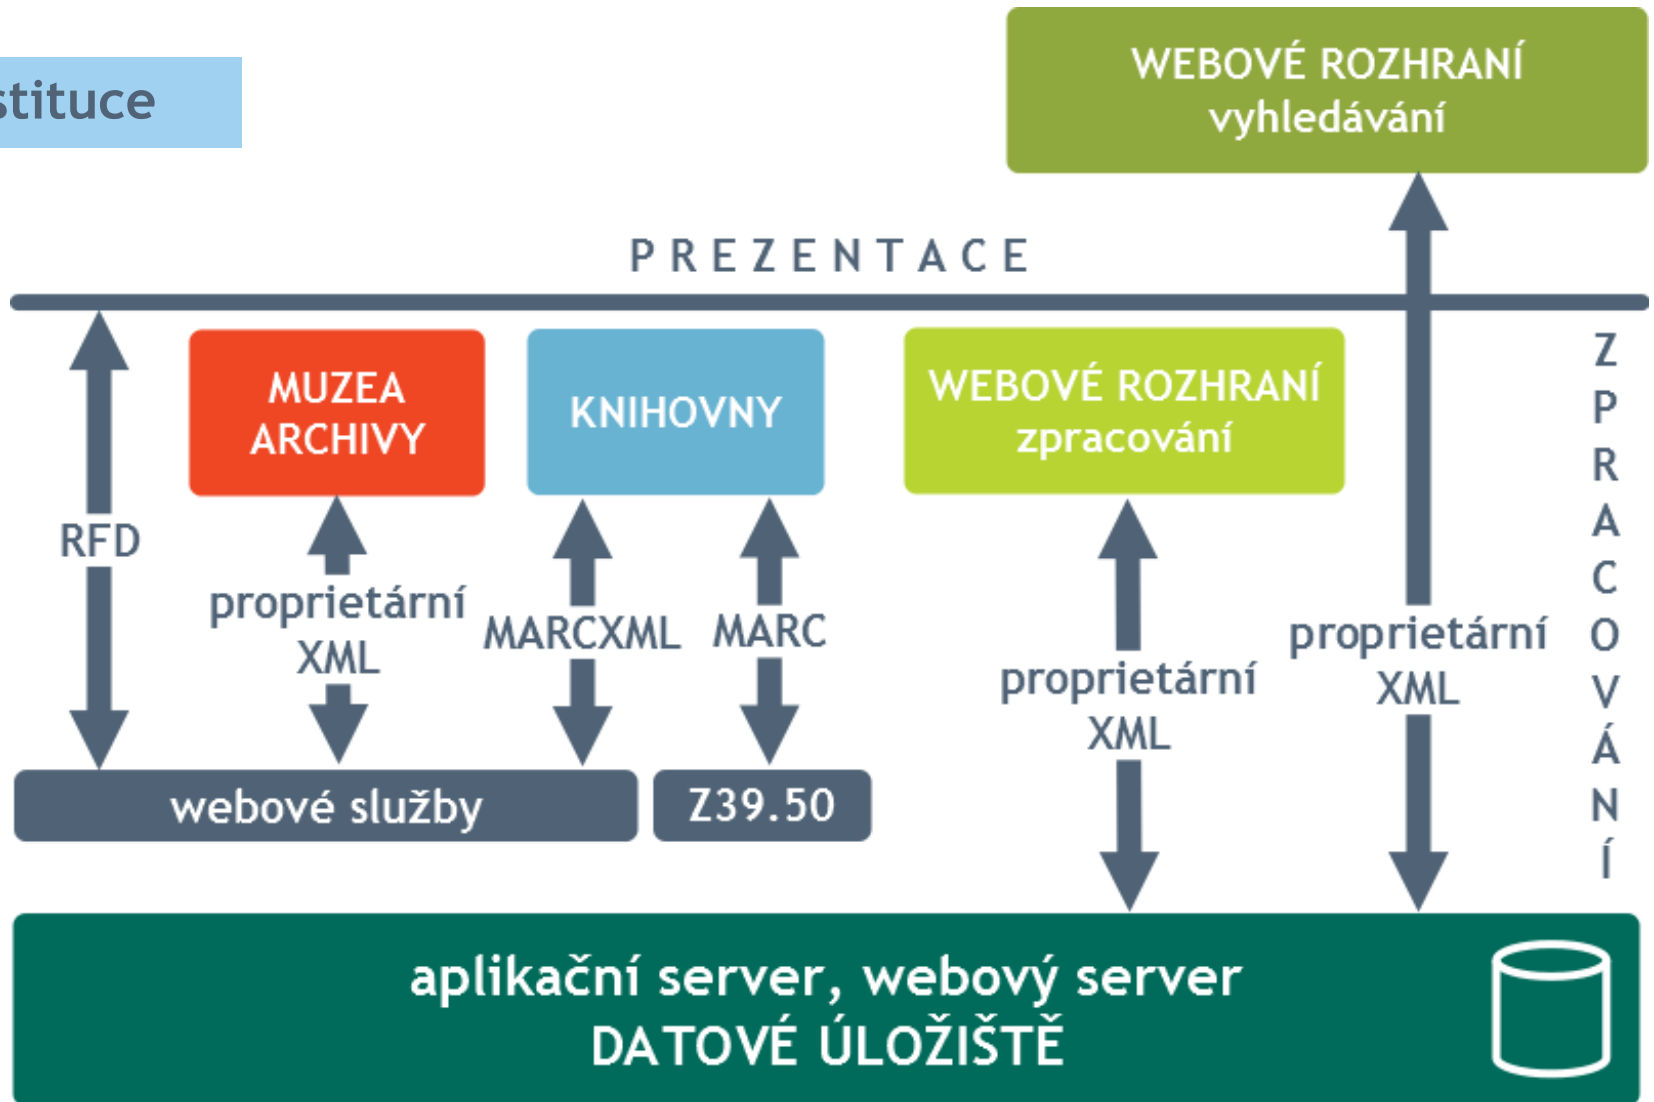 stituce
WEBOVÉ ROZHRANÍ
vyhledávání
PREZENTACE
MUZEA
ARCHIVY
KNIHOVNY
WEBOVÉ ROZHRANÍ
zpracování
ZPRACOVÁNÍ
RFD
proprietární
XML
MARCXML
MARC
proprietární
XML
proprietární
XML
webové služby
Z39.50
aplikační server, webový server
DATOVÉ ÚLOŽIŠTĚ